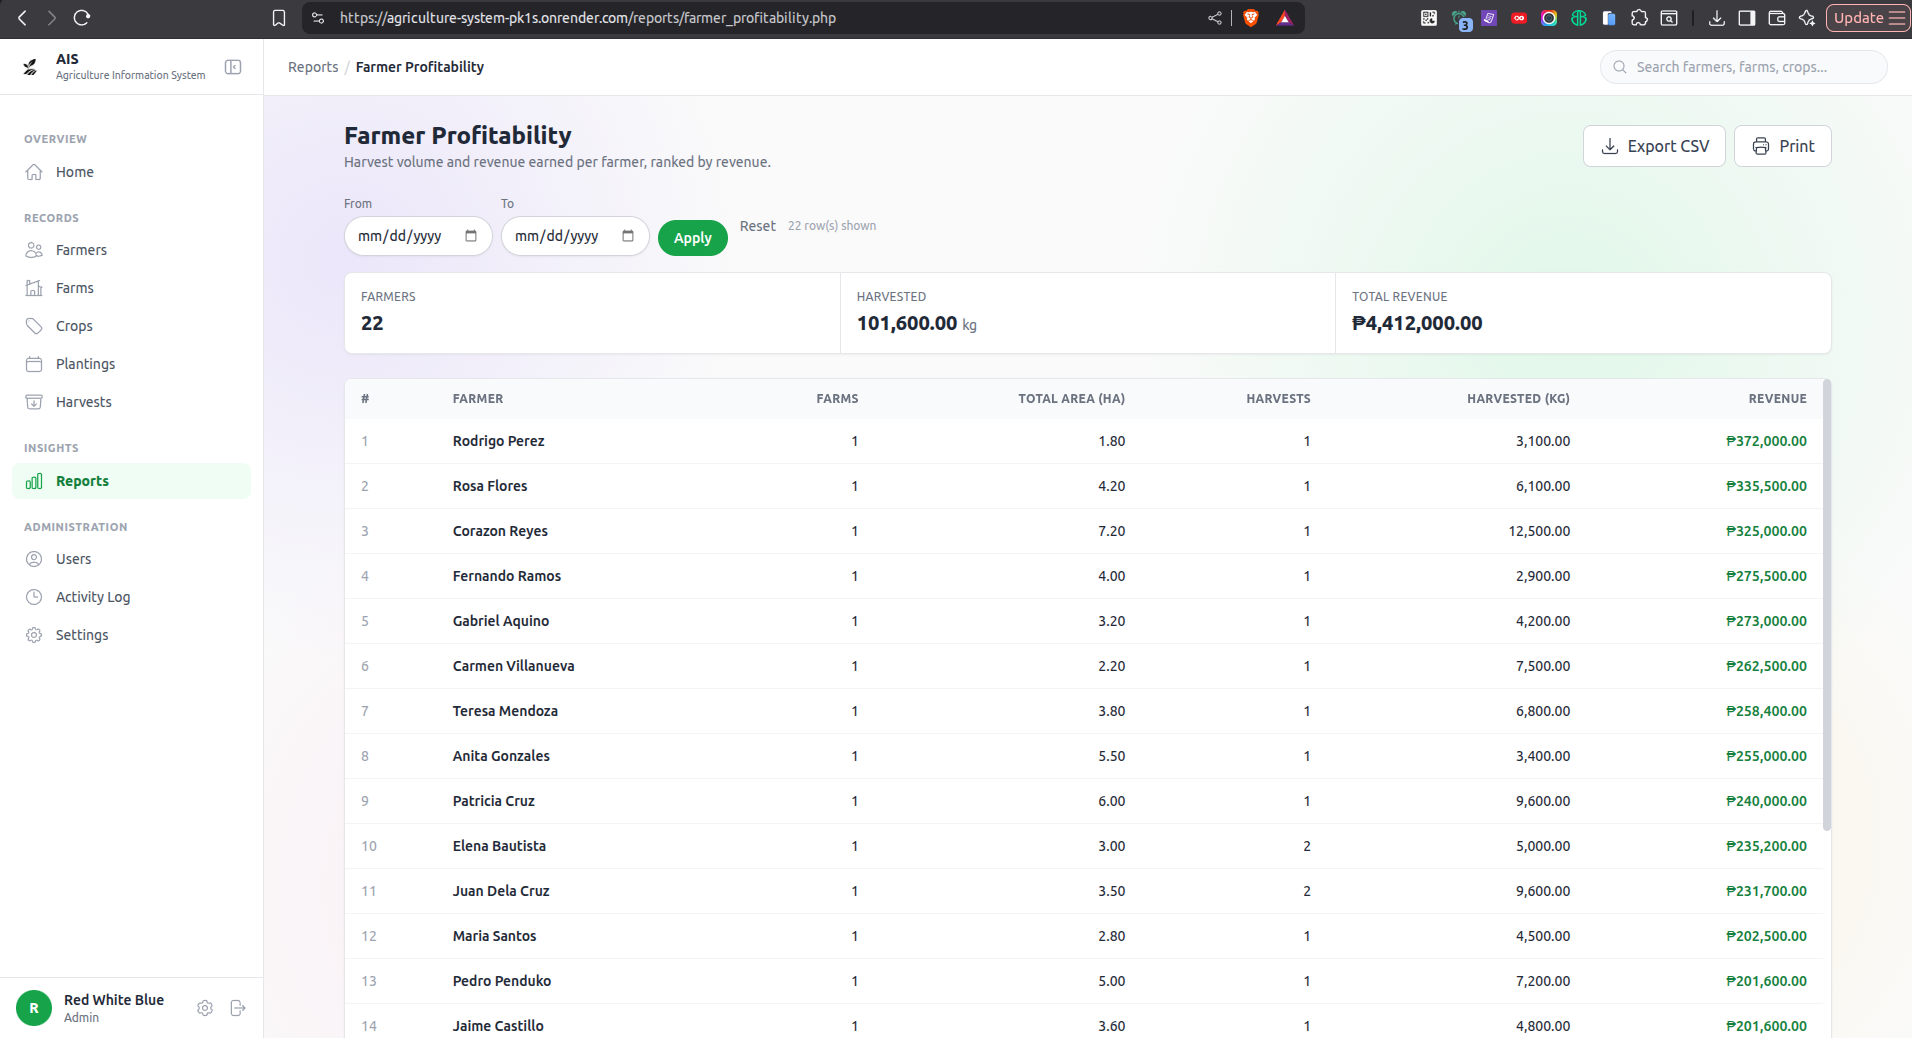 https://agriculture-system-pk1s.onrender.com/reports/farmer_profitability.php
3
Update
AIS
Agriculture Information System
Reports / Farmer Profitability
Search farmers, farms, crops...
OVERVIEW
Home
RECORDS
Farmers
Farms
Crops
Plantings
Harvests
INSIGHTS
Reports
ADMINISTRATION
Users
Activity Log
Settings
R
Red White Blue
Admin
Farmer Profitability
Harvest volume and revenue earned per farmer, ranked by revenue.
Export CSV
Print
From
To
mm/dd/yyyy
mm/dd/yyyy
Apply
Reset
22 row(s) shown
FARMERS
22
HARVESTED
101,600.00 kg
TOTAL REVENUE
₱4,412,000.00
# FARMER FARMS TOTAL AREA (HA) HARVESTS HARVESTED (KG) REVENUE
1 Rodrigo Perez 1 1.80 1 3,100.00 ₱372,000.00
2 Rosa Flores 1 4.20 1 6,100.00 ₱335,500.00
3 Corazon Reyes 1 7.20 1 12,500.00 ₱325,000.00
4 Fernando Ramos 1 4.00 1 2,900.00 ₱275,500.00
5 Gabriel Aquino 1 3.20 1 4,200.00 ₱273,000.00
6 Carmen Villanueva 1 2.20 1 7,500.00 ₱262,500.00
7 Teresa Mendoza 1 3.80 1 6,800.00 ₱258,400.00
8 Anita Gonzales 1 5.50 1 3,400.00 ₱255,000.00
9 Patricia Cruz 1 6.00 1 9,600.00 ₱240,000.00
10 Elena Bautista 1 3.00 2 5,000.00 ₱235,200.00
11 Juan Dela Cruz 1 3.50 2 9,600.00 ₱231,700.00
12 Maria Santos 1 2.80 1 4,500.00 ₱202,500.00
13 Pedro Penduko 1 5.00 1 7,200.00 ₱201,600.00
14 Jaime Castillo 1 3.60 1 4,800.00 ₱201,600.00